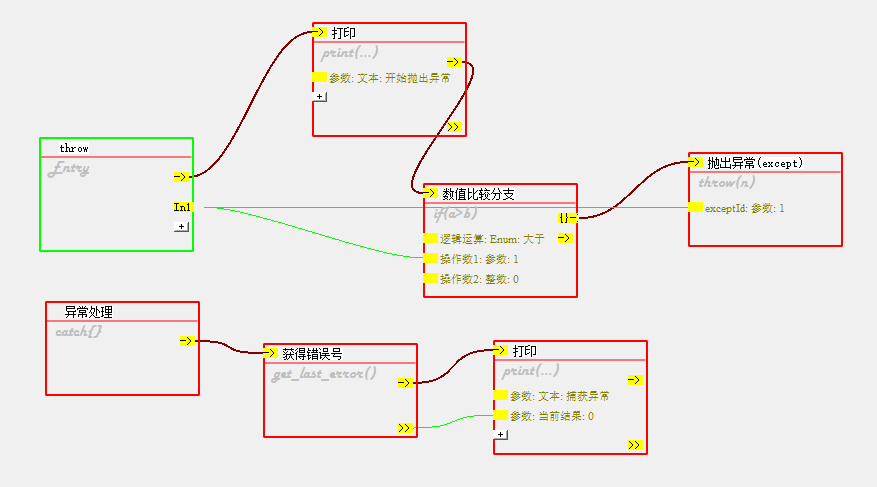 打印
print(...)
参数: 文本: 开始抛出异常
+
throw
Entry
In1
+
数值比较分支
if(a>b)
逻辑运算: Enum: 大于
操作数1: 参数: 1
操作数2: 整数: 0
抛出异常(except)
throw(n)
exceptId: 参数: 1
异常处理
catch{}
获得错误号
get_last_error()
打印
print(...)
参数: 文本: 捕获异常
参数: 当前结果: 0
+